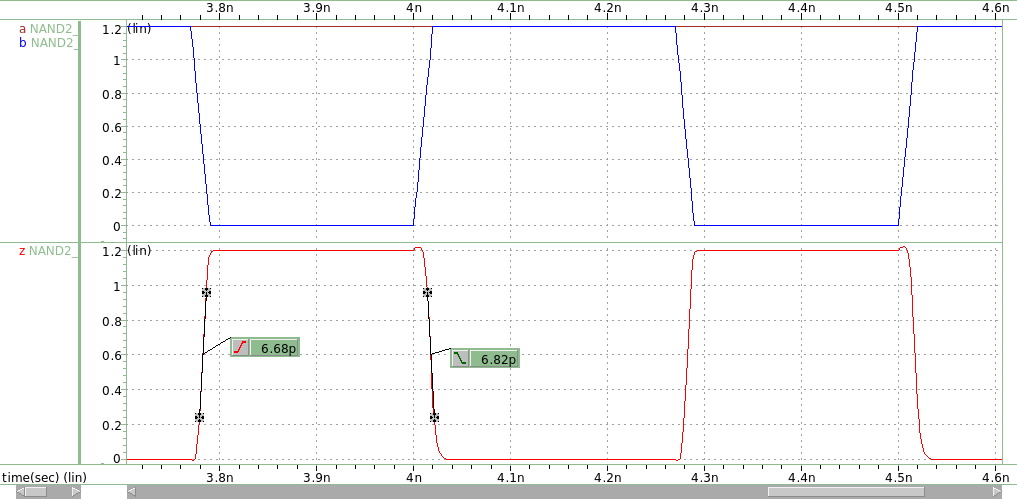 3.8n 3.9n 4n 4.1n 4.2n 4.3n 4.4n 4.5n 4.6n
a NAND2_
b NAND2_
1.2 (lin)
1
0.8
0.6
0.4
0.2
0
z NAND2_
1.2 (lin)
1
0.8
0.6
0.4
0.2
0
6.68p
6.82p
time(sec) (lin) 3.8n 3.9n 4n 4.1n 4.2n 4.3n 4.4n 4.5n 4.6n